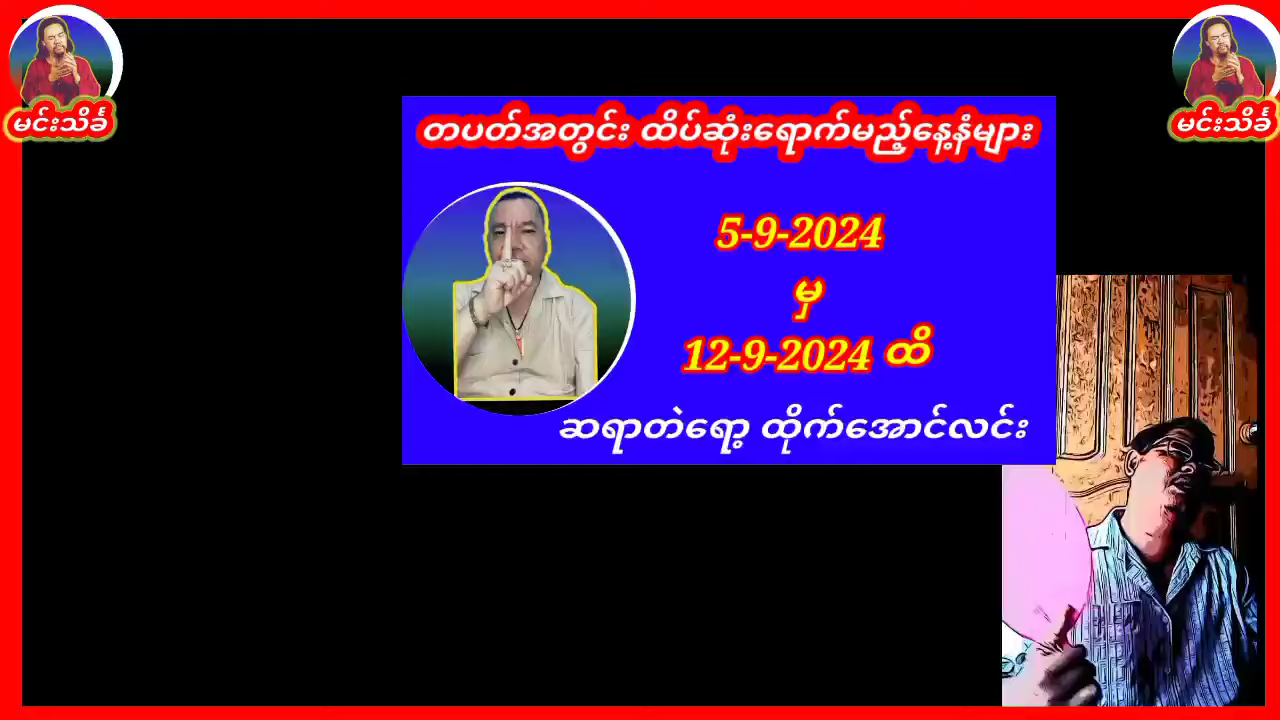 မင်းသိင်္ခ
မင်းသိင်္ခ
တပတ်အတွင်း ထိပ်ဆုံးရောက်မည့်နေ့နံများ
5-9-2024
မှ
12-9-2024 ထိ
ဆရာတဲရော့ ထိုက်အောင်လင်း